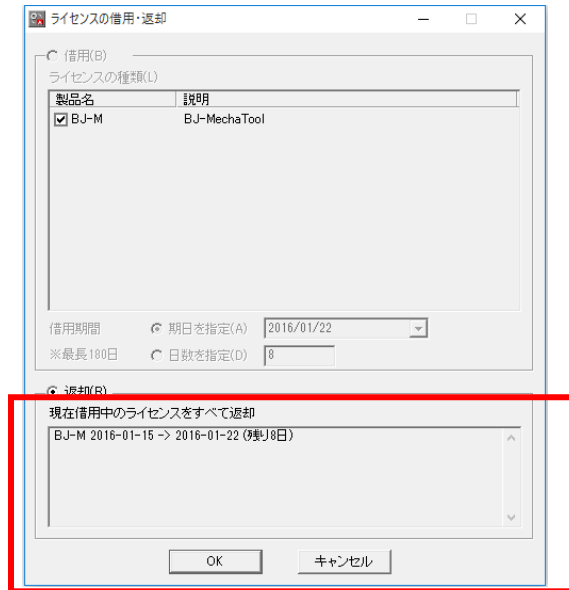 ライセンスの借用・返却
借用(B)
ライセンスの種類(L)
製品名 説明
BJ-M BJ-MechaTool
借用期間 期日を指定(A) 2016/01/22
※最長180日 日数を指定(D) 8
返却(R)
現在借用中のライセンスをすべて返却
BJ-M 2016-01-15 -> 2016-01-22 (残り8日)
OK キャンセル